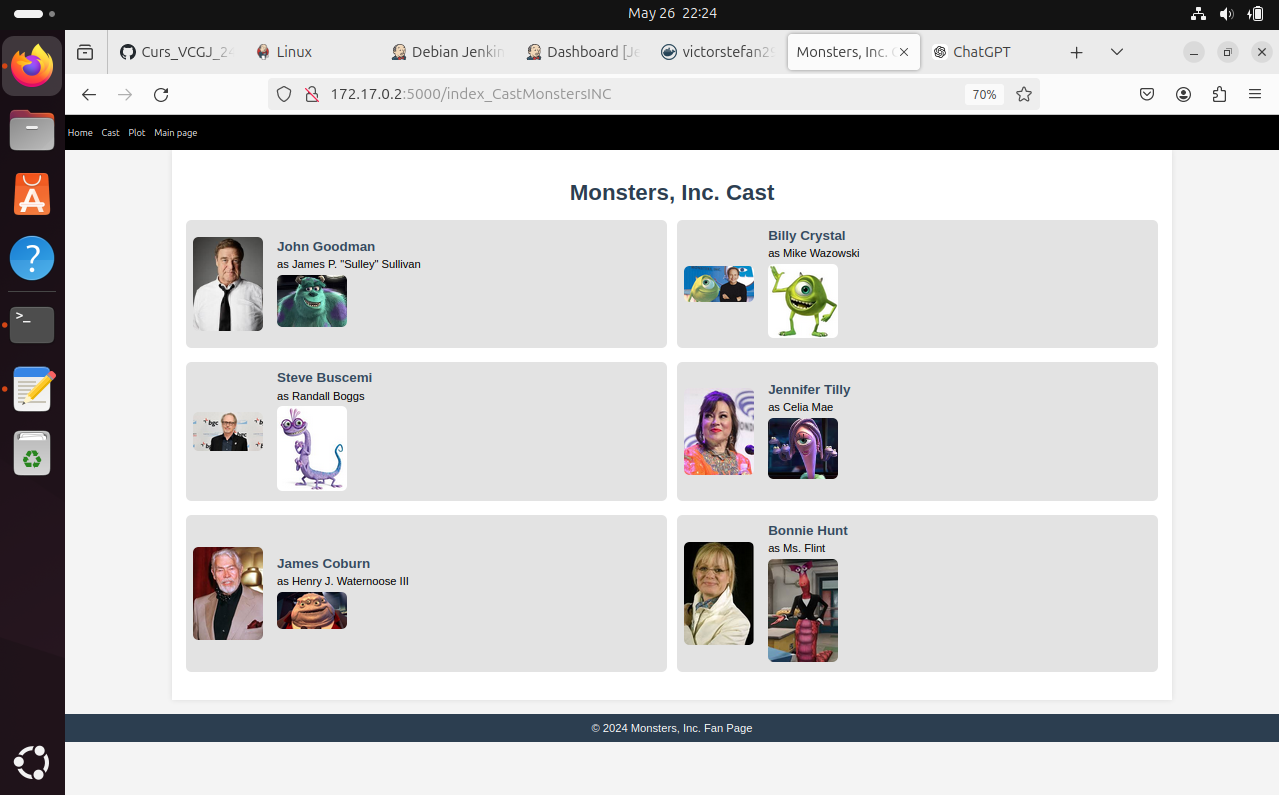 May 26 22:24
Curs_VCGJ_24
Linux
Debian Jenkin
Dashboard [Je
victorstefan29
Monsters, Inc. C
ChatGPT
172.17.0.2:5000/index_CastMonstersINC
70%
Home Cast Plot Main page
Monsters, Inc. Cast
John Goodman
as James P. "Sulley" Sullivan
Billy Crystal
as Mike Wazowski
Steve Buscemi
as Randall Boggs
bgc
Jennifer Tilly
as Celia Mae
James Coburn
as Henry J. Waternoose III
Bonnie Hunt
as Ms. Flint
© 2024 Monsters, Inc. Fan Page